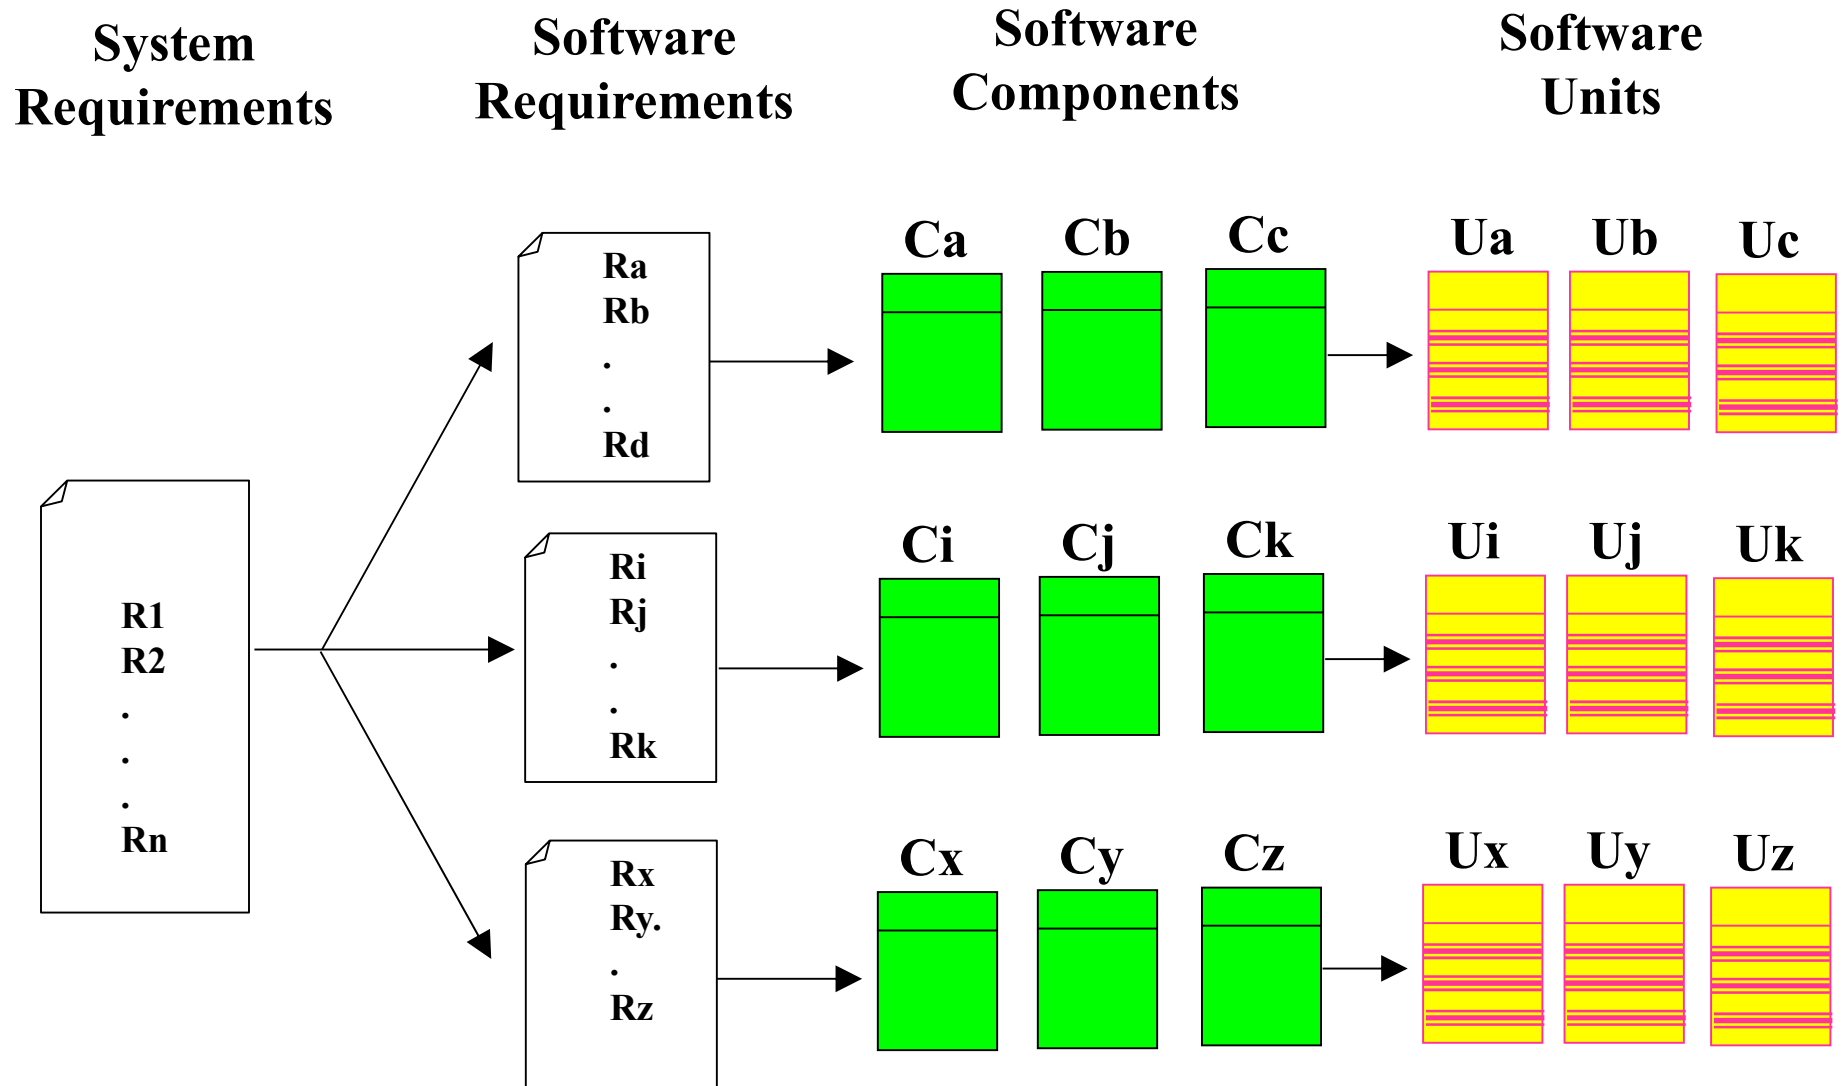 System
Requirements
Software
Requirements
Software
Components
Software
Units
R1
R2
.
.
.
Rn
Ra
Rb
.
.
Rd
Ca Cb Cc
Ua Ub Uc
Ri
Rj
.
.
Rk
Ci Cj Ck
Ui Uj Uk
Rx
Ry.
.
Rz
Cx Cy Cz
Ux Uy Uz